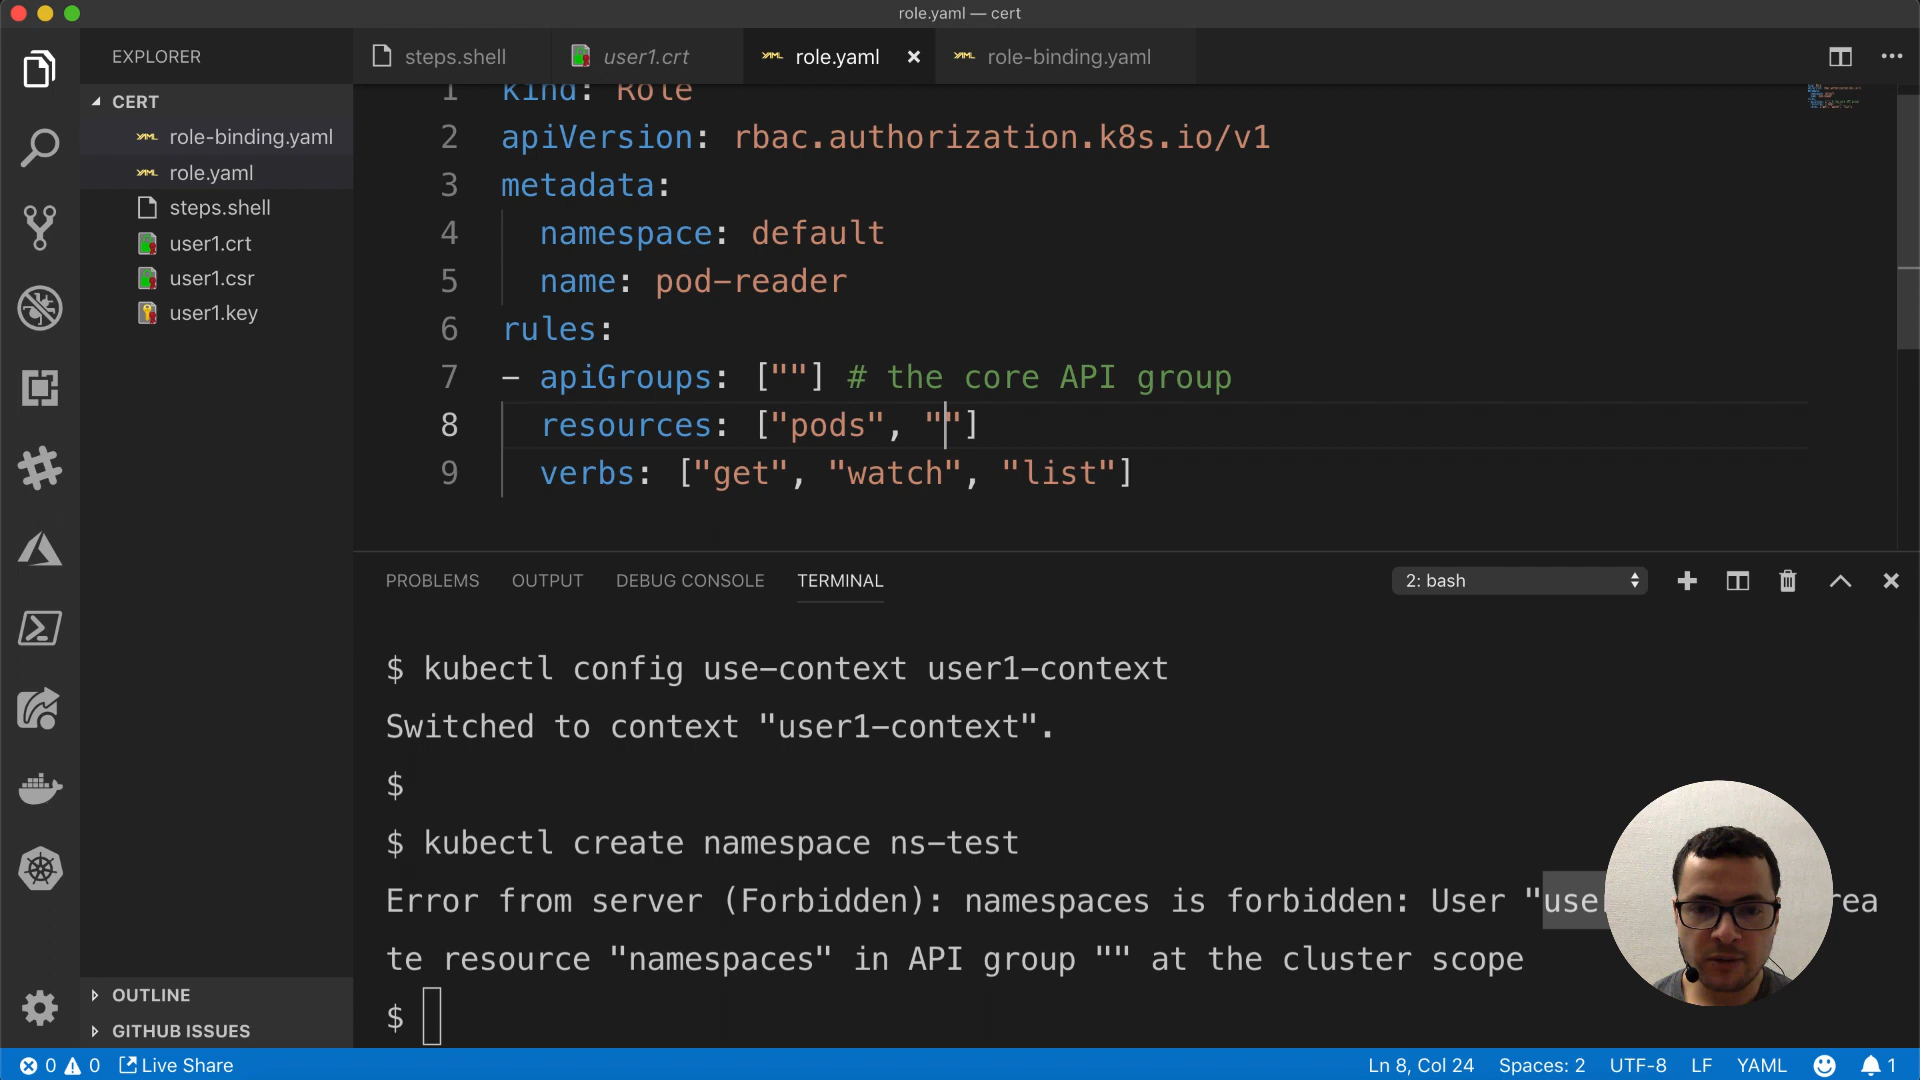 role.yaml — cert
EXPLORER
steps.shell
user1.crt
role.yaml
role-binding.yaml
CERT
role-binding.yaml
role.yaml
steps.shell
user1.crt
user1.csr
user1.key
1 kind: Role
2 apiVersion: rbac.authorization.k8s.io/v1
3 metadata:
4 namespace: default
5 name: pod-reader
6 rules:
7 - apiGroups: [""] # the core API group
8 resources: ["pods", ""]
9 verbs: ["get", "watch", "list"]
PROBLEMS OUTPUT DEBUG CONSOLE TERMINAL
2: bash
$ kubectl config use-context user1-context
Switched to context "user1-context".
$
$ kubectl create namespace ns-test
Error from server (Forbidden): namespaces is forbidden: User "use rea
te resource "namespaces" in API group "" at the cluster scope
$
OUTLINE
GITHUB ISSUES
0 0 Live Share
Ln 8, Col 24 Spaces: 2 UTF-8 LF YAML 1